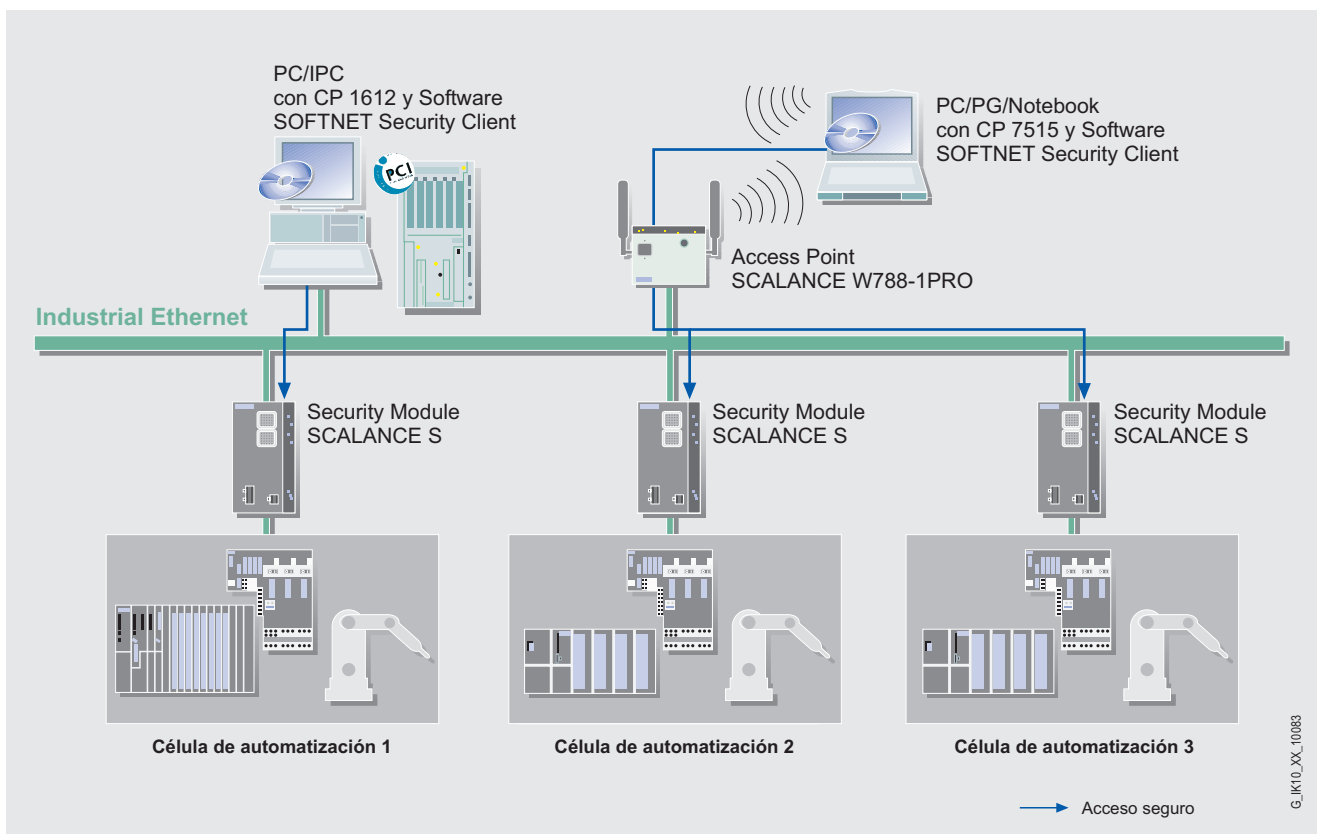 PC/IPC
con CP 1612 y Software
SOFTNET Security Client
PCI
PC/PG/Notebook
con CP 7515 y Software
SOFTNET Security Client
Access Point
SCALANCE W788-1PRO
Industrial Ethernet
Security Module
SCALANCE S
Security Module
SCALANCE S
Security Module
SCALANCE S
Célula de automatización 1
Célula de automatización 2
Célula de automatización 3
Acceso seguro
G_IK10_XX_10083